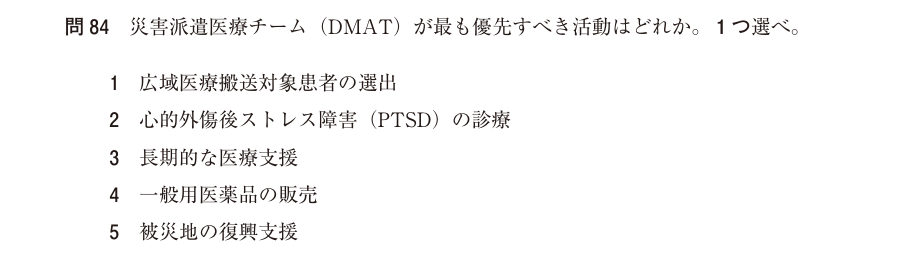 問 84 災害派遣医療チーム（DMAT）が最も優先すべき活動はどれか。1 つ選べ。
1 広域医療搬送対象患者の選出
2 心的外傷後ストレス障害（PTSD）の診療
3 長期的な医療支援
4 一般用医薬品の販売
5 被災地の復興支援